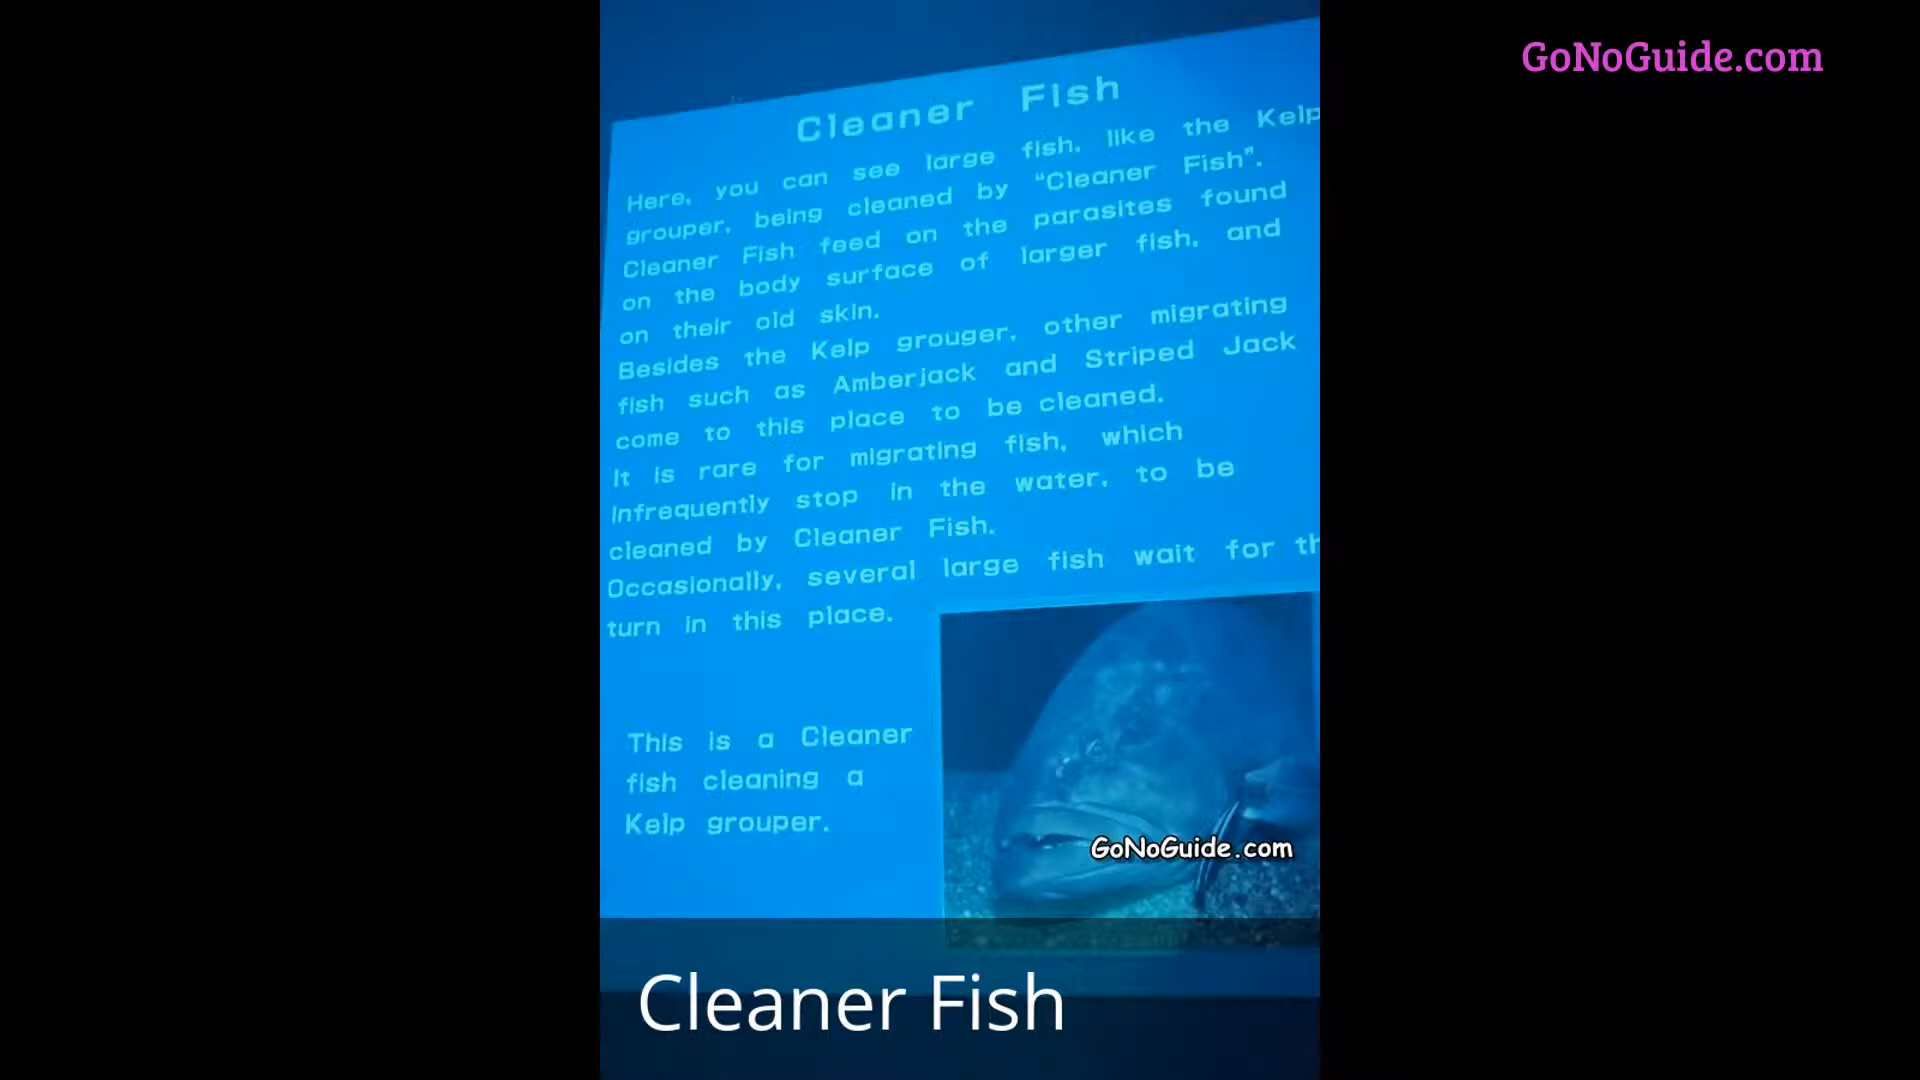 GoNoGuide.com
Cleaner Fish
Here, you can see large fish, like the Kelp
grouper, being cleaned by “Cleaner Fish”.
Cleaner Fish feed on the parasites found
on the body surface of larger fish, and
on their old skin.
Besides the Kelp grouger, other migrating
fish such as Amberjack and Striped Jack
come to this place to be cleaned.
It is rare for migrating fish, which
infrequently stop in the water, to be
cleaned by Cleaner Fish.
Occasionally, several large fish wait for
turn in this place.
This is a Cleaner
fish cleaning a
Kelp grouper.
GoNoGuide.com
Cleaner Fish